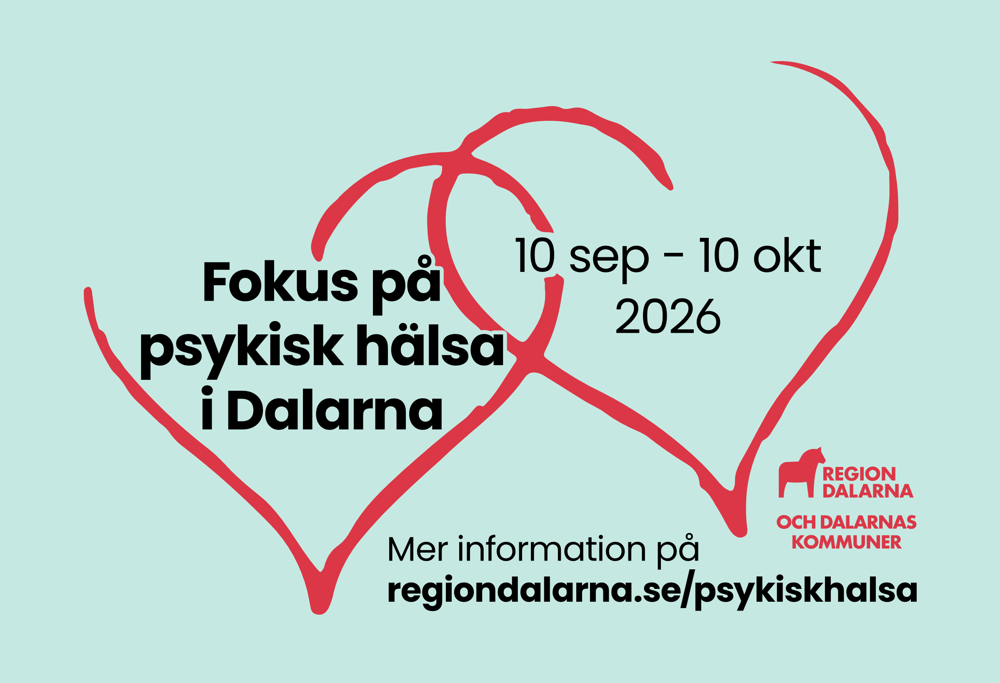 Fokus på
psykisk hälsa
i Dalarna
10 sep - 10 okt
2026
REGION
DALARNA
OCH DALARNAS
KOMMUNER
Mer information på
regiondalarna.se/psykiskhalsa